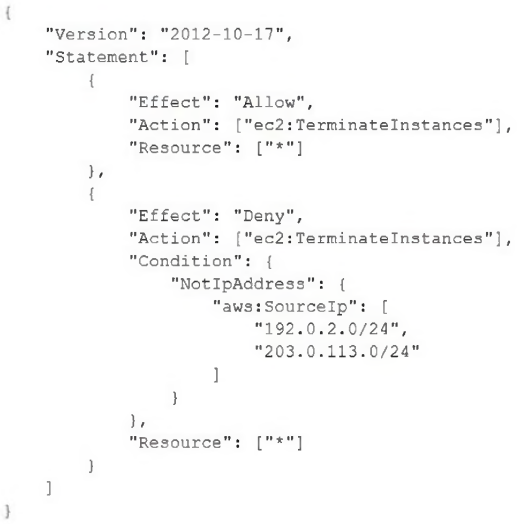 {
    "Version": "2012-10-17",
    "Statement": [
        {
            "Effect": "Allow",
            "Action": ["ec2:TerminateInstances"],
            "Resource": ["*"]
        },
        {
            "Effect": "Deny",
            "Action": ["ec2:TerminateInstances"],
            "Condition": {
                "NotIpAddress": {
                    "aws:SourceIp": [
                        "192.0.2.0/24",
                        "203.0.113.0/24"
                    ]
                }
            },
            "Resource": ["*"]
        }
    ]
}